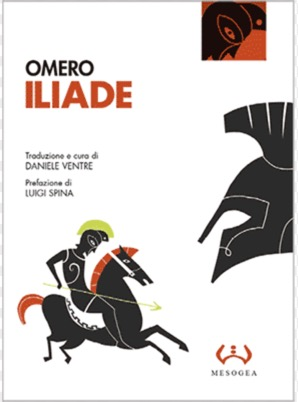 OMERO
ILIADE
Traduzione e cura di
DANIELE VENTRE
Prefazione di
LUIGI SPINA
MESOGEA